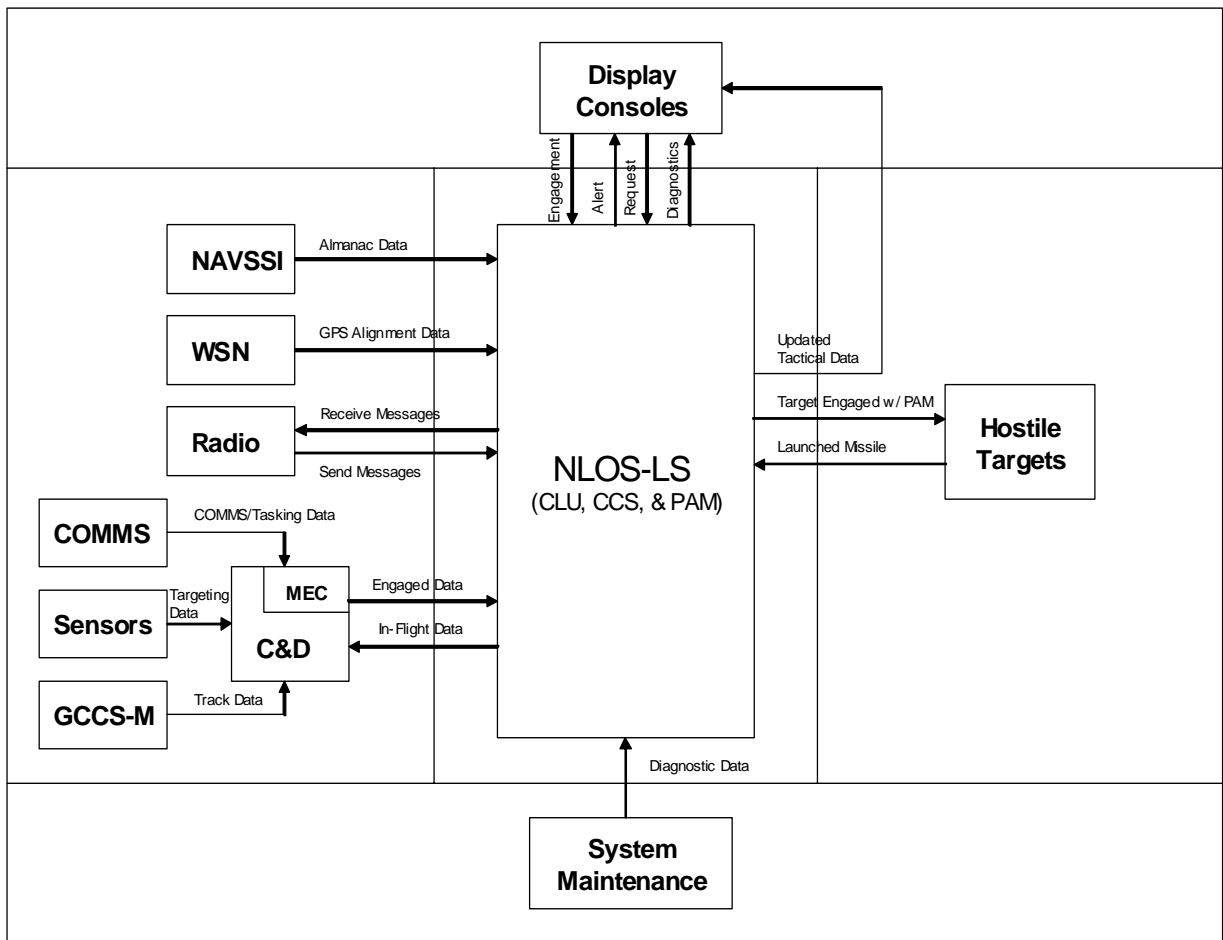 Display
Consoles
Engagement
Alert
Request
Diagnostics
NAVSSI
Almanac Data
WSN
GPS Alignment Data
Updated
Tactical Data
Radio
Receive Messages
Send Messages
NLOS-LS
(CLU, CCS, & PAM)
Target Engaged w/ PAM
Launched Missile
Hostile
Targets
COMMS
COMMS/Tasking Data
Sensors
Targeting
Data
MEC
C&D
Engaged Data
In-Flight Data
GCCS-M
Track Data
Diagnostic Data
System
Maintenance